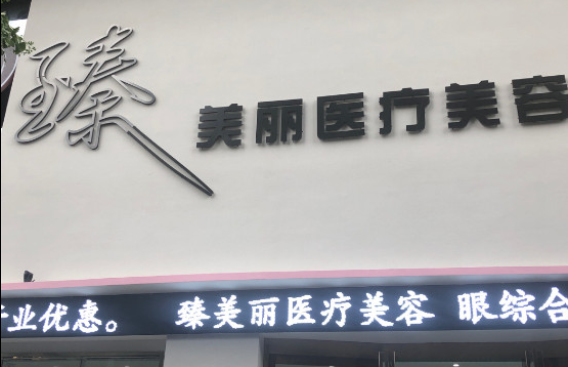 臻 美丽医疗美容
业优惠。 臻美丽医疗美容 眼综合